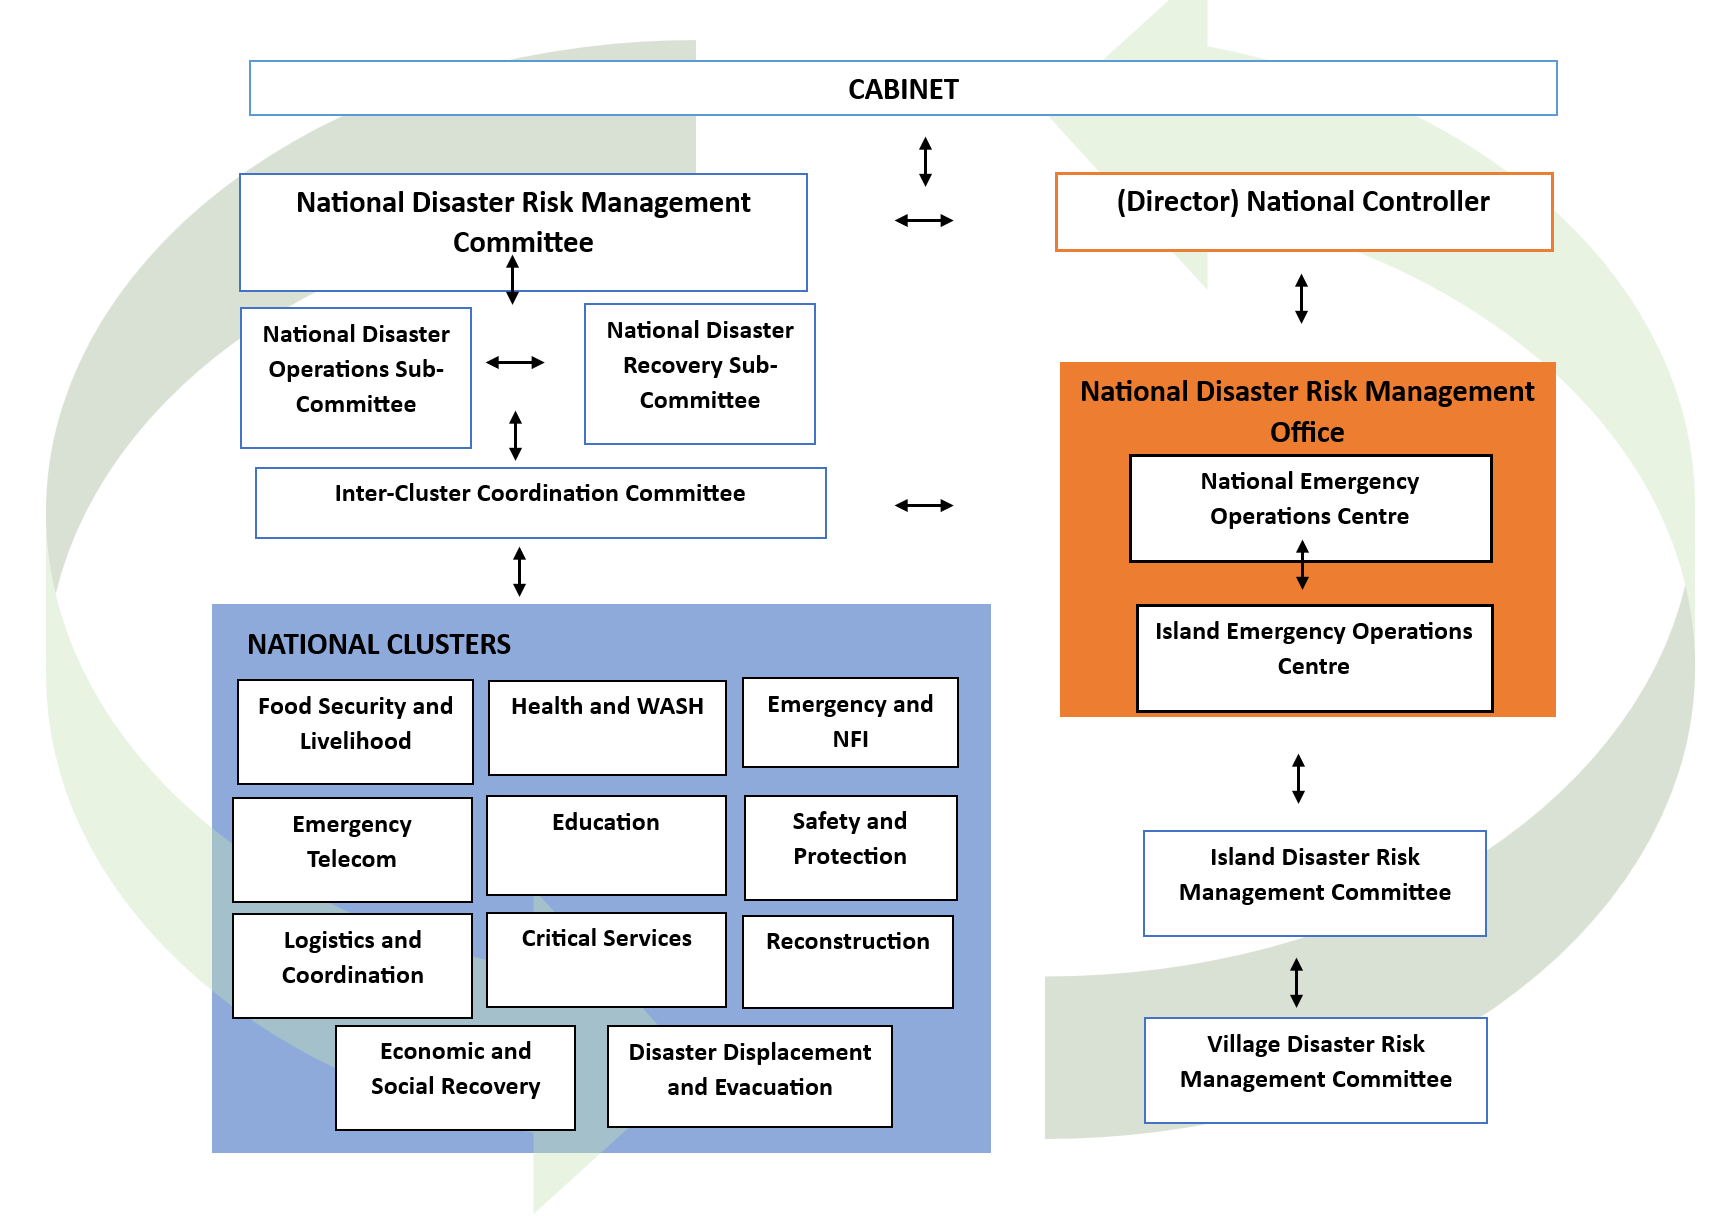 CABINET
National Disaster Risk Management
Committee
(Director) National Controller
National Disaster
Operations Sub-
Committee
National Disaster
Recovery Sub-
Committee
Inter-Cluster Coordination Committee
National Disaster Risk Management
Office
National Emergency
Operations Centre
Island Emergency Operations
Centre
NATIONAL CLUSTERS
Food Security and
Livelihood
Health and WASH
Emergency and
NFI
Emergency
Telecom
Education
Safety and
Protection
Logistics and
Coordination
Critical Services
Reconstruction
Economic and
Social Recovery
Disaster Displacement
and Evacuation
Island Disaster Risk
Management Committee
Village Disaster Risk
Management Committee